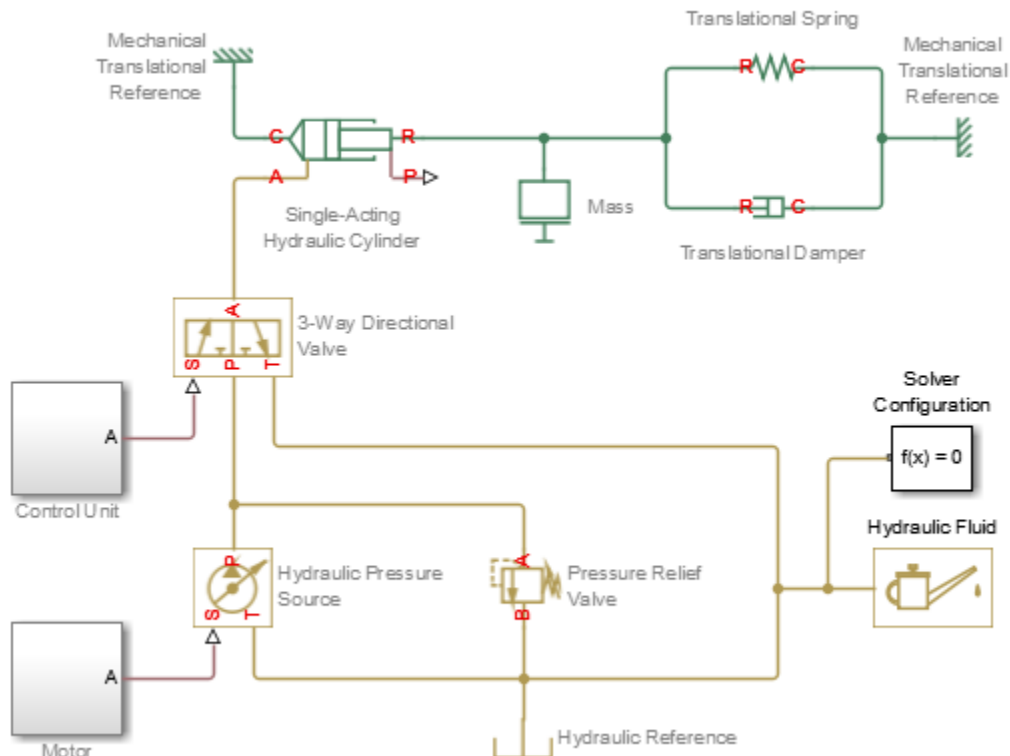 Translational Spring
Mechanical
Translational
Reference
Mechanical
Translational
Reference
R
C
C
R
A
P
Single-Acting
Hydraulic Cylinder
Mass
R
C
Translational Damper
A
3-Way Directional
Valve
S
P
T
A
Control Unit
Solver
Configuration
f(x) = 0
Hydraulic Fluid
P
S
T
Hydraulic Pressure
Source
A
B
Pressure Relief
Valve
A
Motor
Hydraulic Reference